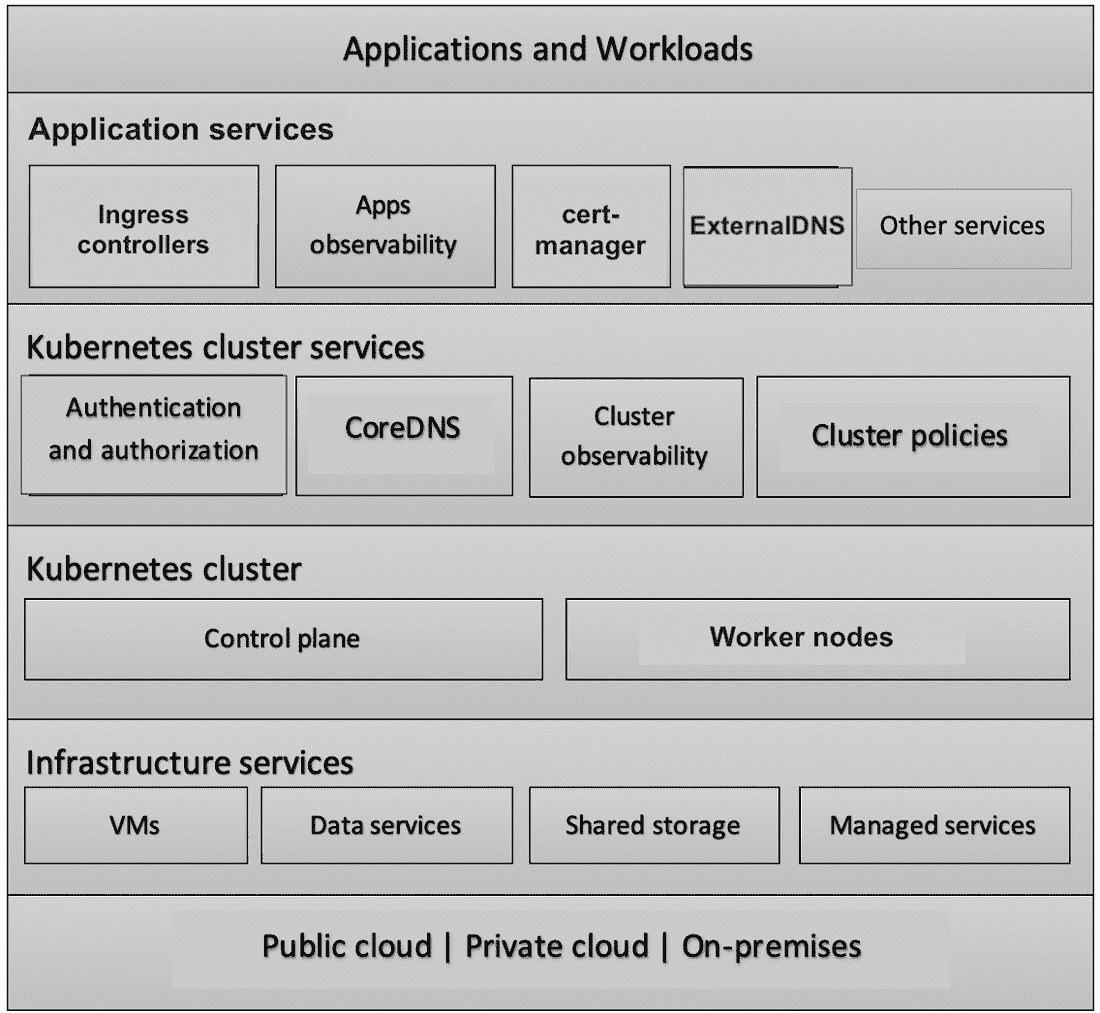 Applications and Workloads
Application services
Ingress
controllers
Apps
observability
cert-
manager
ExternalDNS
Other services
Kubernetes cluster services
Authentication
and authorization
CoreDNS
Cluster
observability
Cluster policies
Kubernetes cluster
Control plane
Worker nodes
Infrastructure services
VMs
Data services
Shared storage
Managed services
Public cloud | Private cloud | On-premises